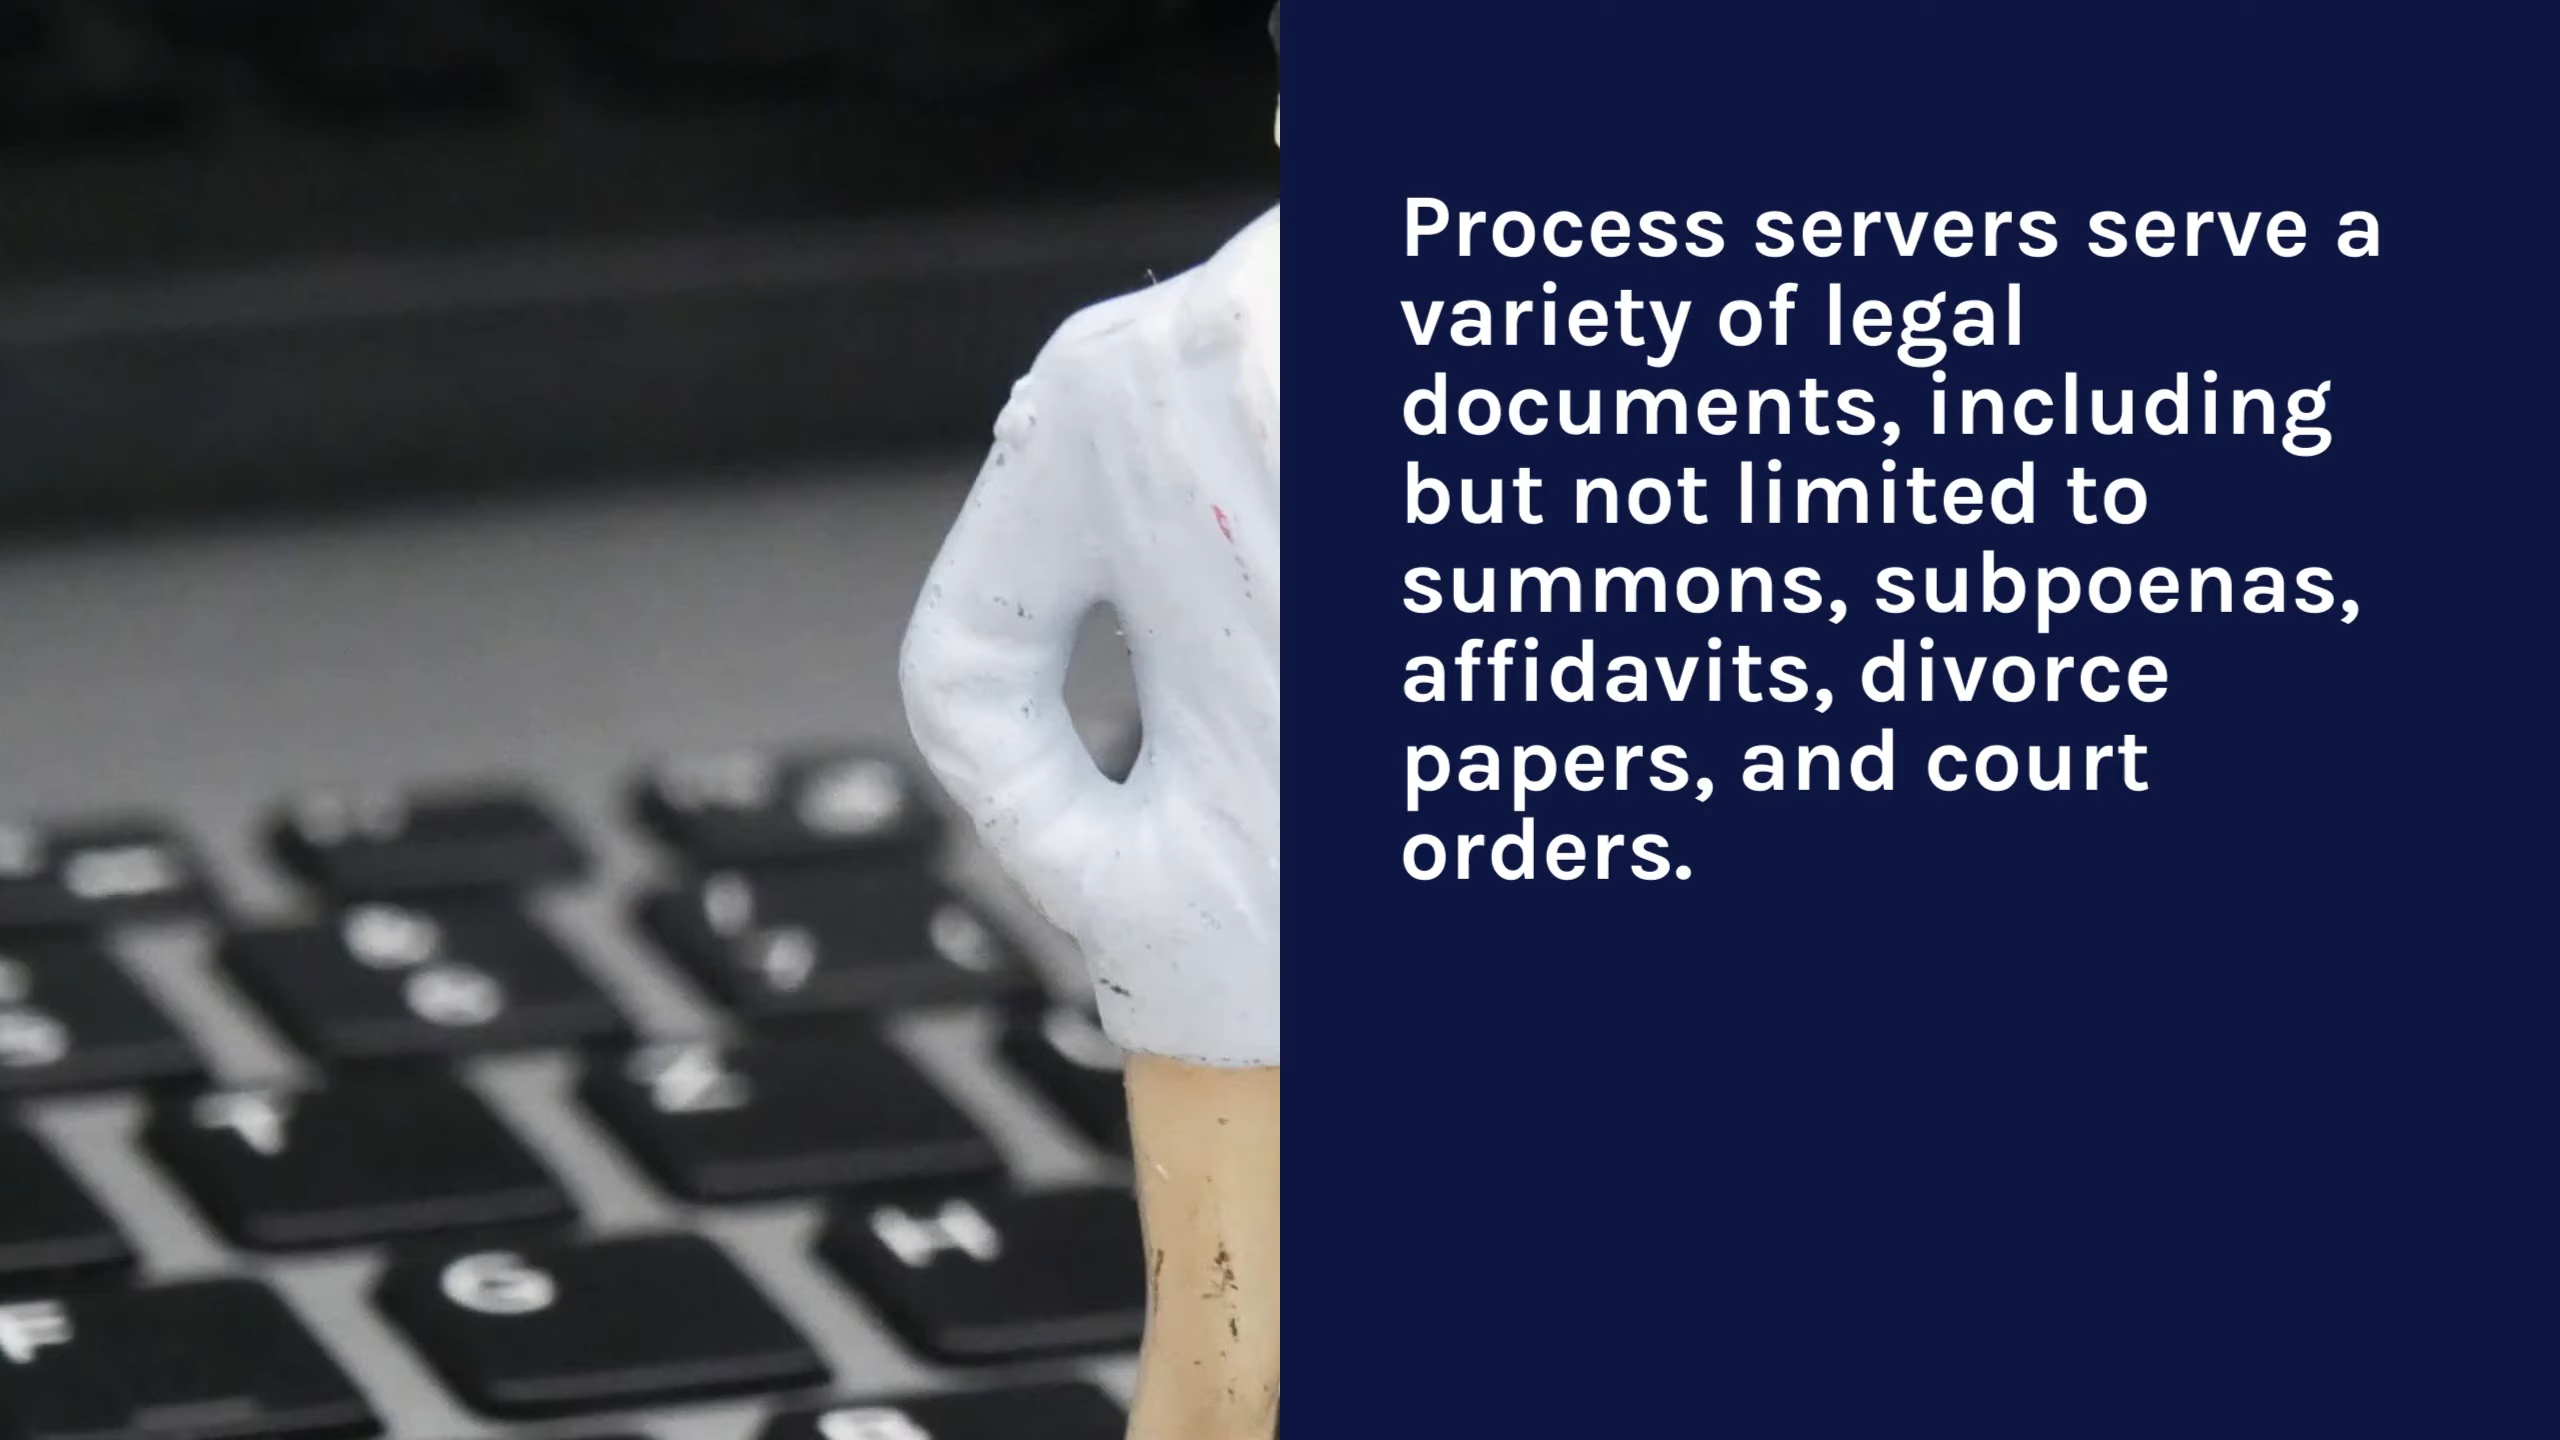 Process servers serve a
variety of legal
documents, including
but not limited to
summons, subpoenas,
affidavits, divorce
papers, and court
orders.
H
G
F